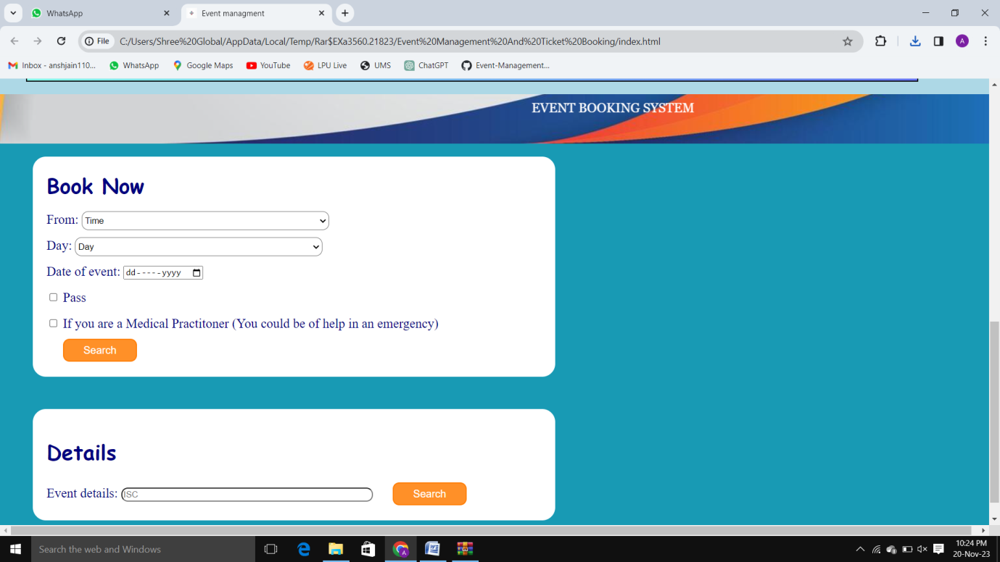 WhatsApp
Event managment
File
C:/Users/Shree%20Global/AppData/Local/Temp/Rar$EXa3560.21823/Event%20Management%20And%20Ticket%20Booking/index.html
A
Inbox - anshjain110...
WhatsApp
Google Maps
YouTube
LPU Live
UMS
ChatGPT
Event-Management...
EVENT BOOKING SYSTEM
Book Now
From: Time
Day: Day
Date of event: dd-----yyyy
Pass
If you are a Medical Practitoner (You could be of help in an emergency)
Search
Details
Event details: ISC
Search
Search the web and Windows
10:24 PM
20-Nov-23